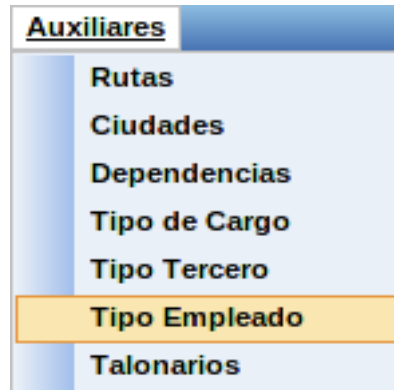 Auxiliares
Rutas
Ciudades
Dependencias
Tipo de Cargo
Tipo Tercero
Tipo Empleado
Talonarios